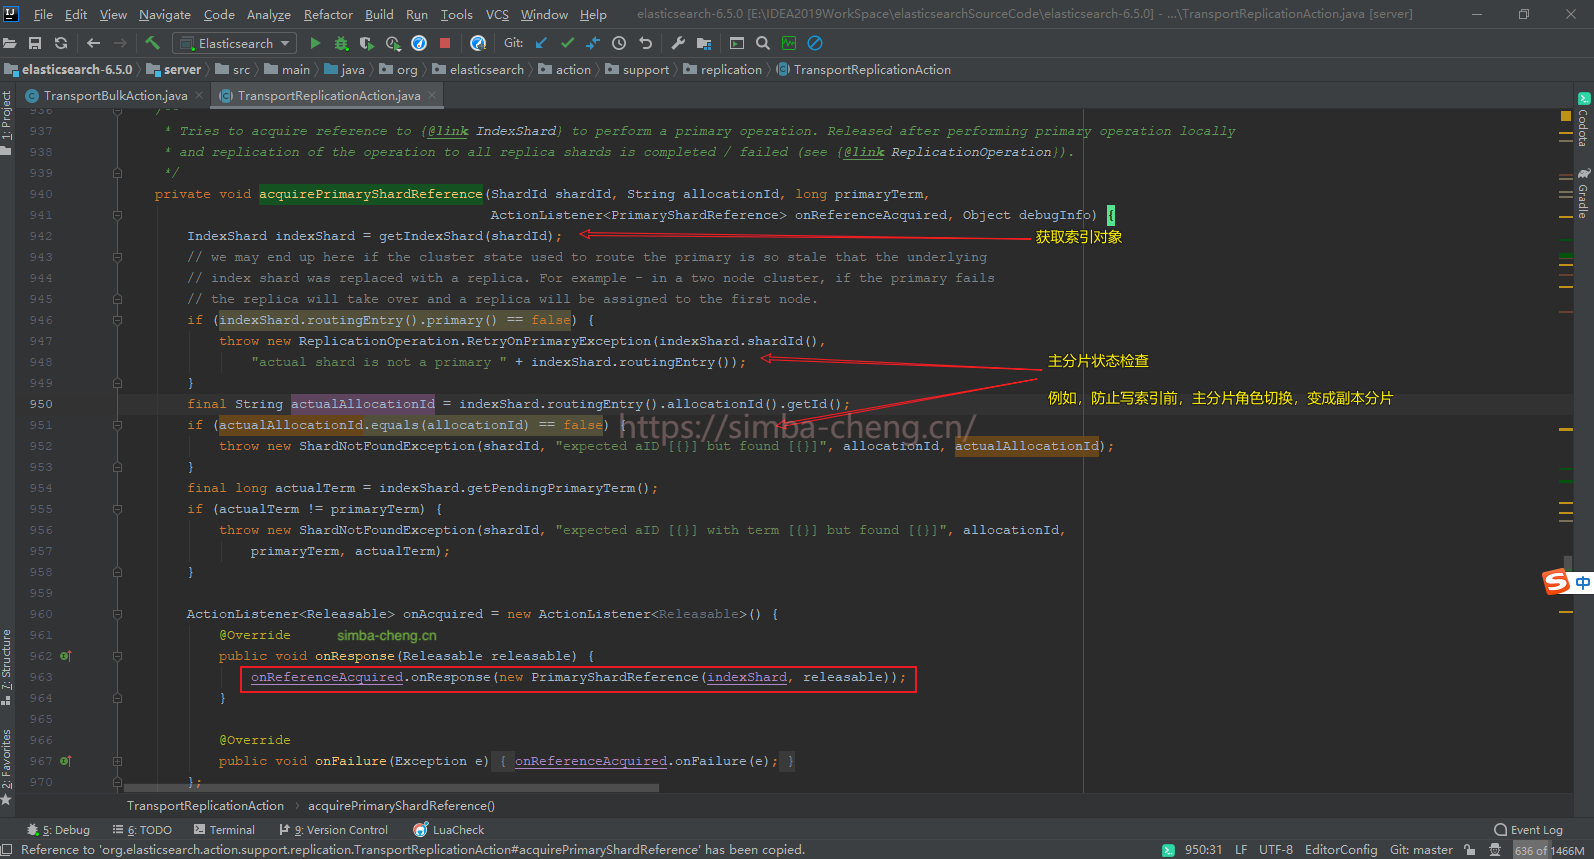 File Edit View Navigate Code Analyze Refactor Build Run Tools VCS Window Help elasticsearch-6.5.0 [E:\IDEA2019WorkSpace\elasticsearchSourceCode\elasticsearch-6.5.0] - ...\TransportReplicationAction.java [server]
Elasticsearch Git:
elasticsearch-6.5.0 server src main java org elasticsearch action support replication TransportReplicationAction
TransportBulkAction.java TransportReplicationAction.java
1: Project
Codota
Gradle
7: Structure
2: Favorites
936 /**
937 * Tries to acquire reference to {@link IndexShard} to perform a primary operation. Released after performing primary operation locally
938 * and replication of the operation to all replica shards is completed / failed (see {@link ReplicationOperation}).
939 */
940 private void acquirePrimaryShardReference(ShardId shardId, String allocationId, long primaryTerm,
941 ActionListener<PrimaryShardReference> onReferenceAcquired, Object debugInfo) {
942 IndexShard indexShard = getIndexShard(shardId);
获取索引对象
943 // we may end up here if the cluster state used to route the primary is so stale that the underlying
944 // index shard was replaced with a replica. For example - in a two node cluster, if the primary fails
945 // the replica will take over and a replica will be assigned to the first node.
946 if (indexShard.routingEntry().primary() == false) {
947 throw new ReplicationOperation.RetryOnPrimaryException(indexShard.shardId(),
948 "actual shard is not a primary " + indexShard.routingEntry());
主分片状态检查
949 }
例如，防止写索引前，主分片角色切换，变成副本分片
950 final String actualAllocationId = indexShard.routingEntry().allocationId().getId();
951 if (actualAllocationId.equals(allocationId) == false) {
https://simba-cheng.cn/
952 throw new ShardNotFoundException(shardId, "expected aID [{}] but found [{}]", allocationId, actualAllocationId);
953 }
954 final long actualTerm = indexShard.getPendingPrimaryTerm();
955 if (actualTerm != primaryTerm) {
956 throw new ShardNotFoundException(shardId, "expected aID [{}] with term [{}] but found [{}]", allocationId,
957 primaryTerm, actualTerm);
958 }
959
960 ActionListener<Releasable> onAcquired = new ActionListener<Releasable>() {
961 @Override
simba-cheng.cn
962 public void onResponse(Releasable releasable) {
963 onReferenceAcquired.onResponse(new PrimaryShardReference(indexShard, releasable));
964 }
965
966 @Override
967 public void onFailure(Exception e) { onReferenceAcquired.onFailure(e); }
970 };
中
TransportReplicationAction acquirePrimaryShardReference()
5: Debug 6: TODO Terminal 9: Version Control LuaCheck Event Log
Reference to 'org.elasticsearch.action.support.replication.TransportReplicationAction#acquirePrimaryShardReference' has been copied. 950:31 LF UTF-8 EditorConfig Git: master 636 of 1466M